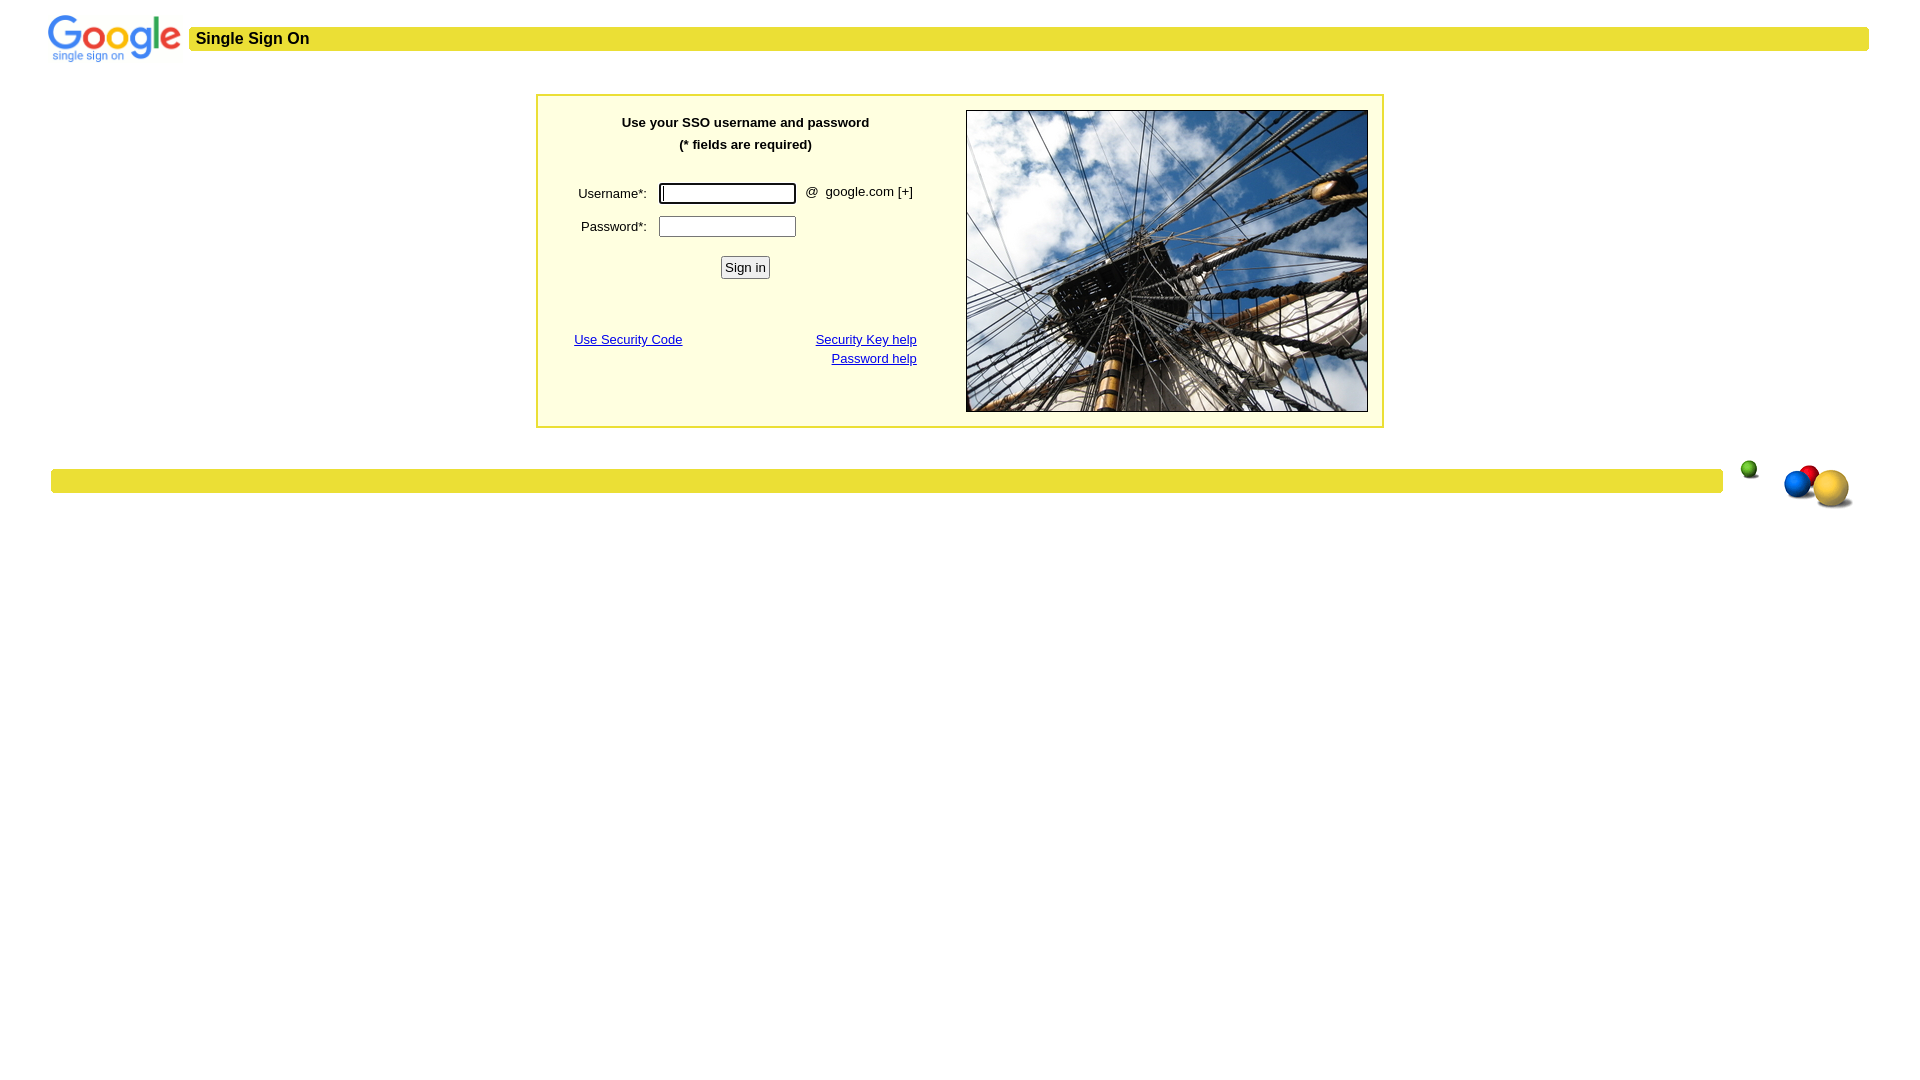 Google
single sign on
Single Sign On
Use your SSO username and password
(* fields are required)
Username*: @ google.com [+]
Password*:
Sign in
Use Security Code Security Key help
Password help